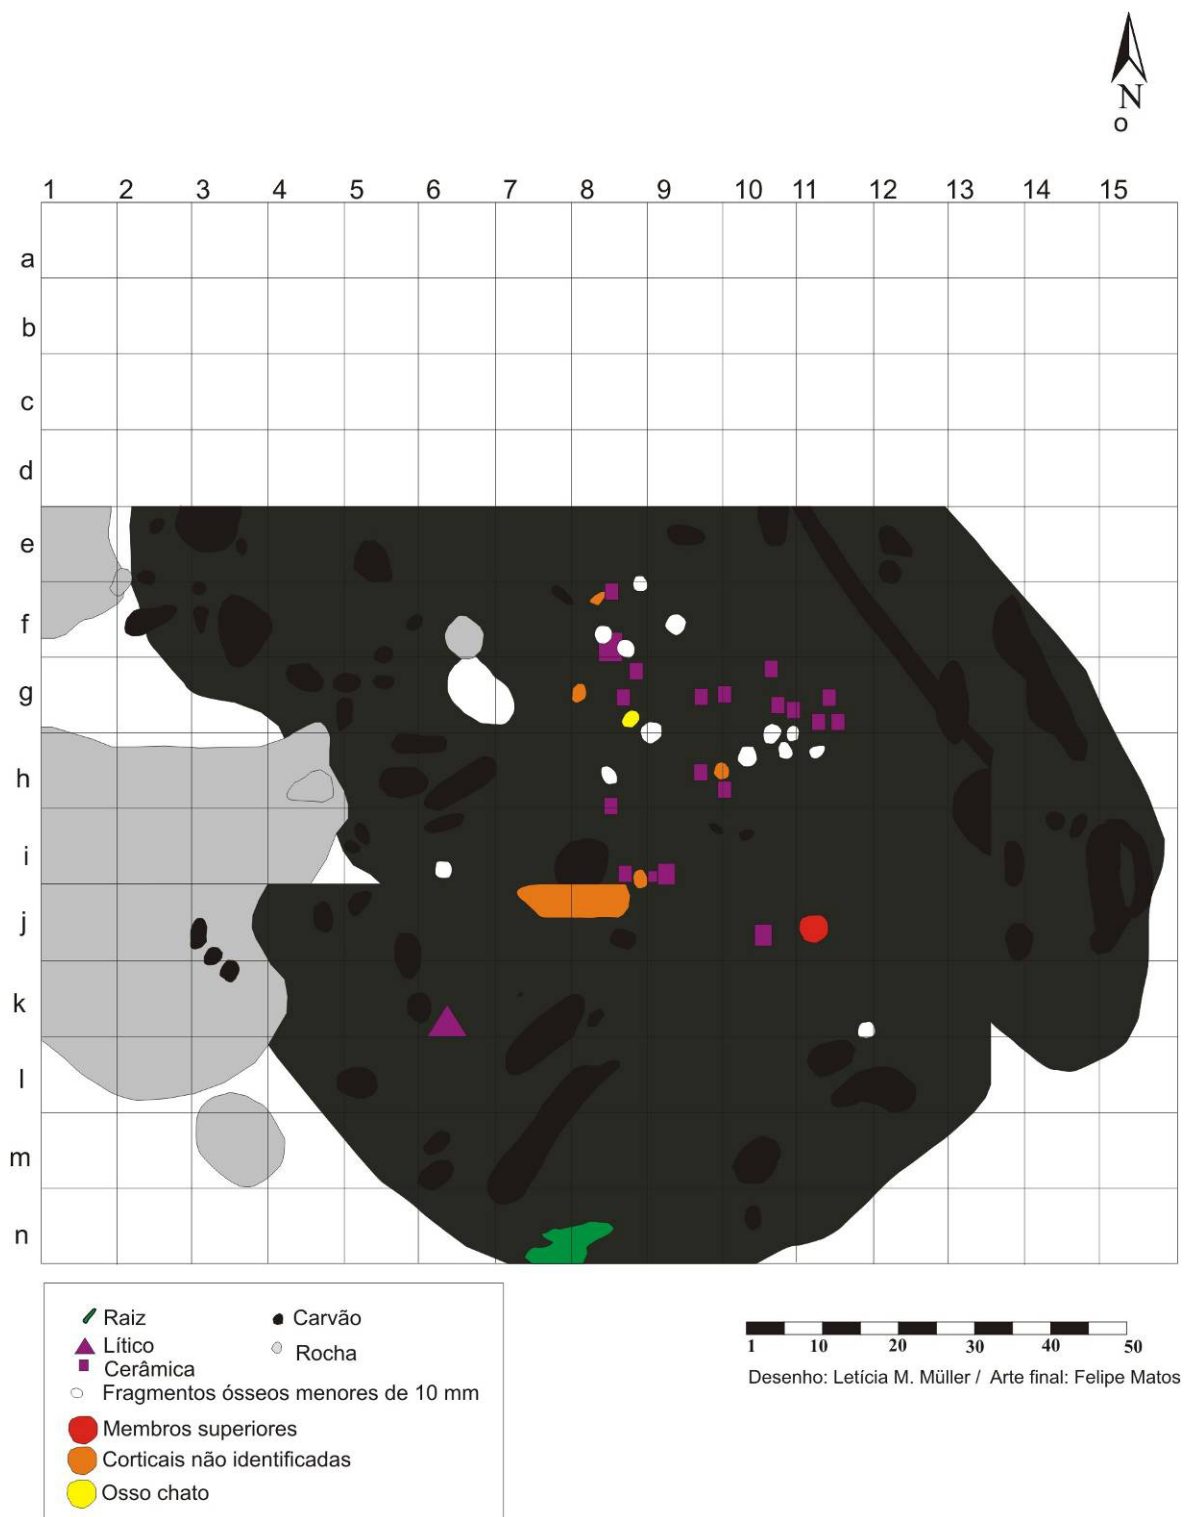 N
o
1 2 3 4 5 6 7 8 9 10 11 12 13 14 15
a
b
c
d
e
f
g
h
i
j
k
l
m
n
Raiz
Carvão
Lítico
Rocha
Cerâmica
Fragmentos ósseos menores de 10 mm
Membros superiores
Corticais não identificadas
Osso chato
1 10 20 30 40 50
Desenho: Letícia M. Müller / Arte final: Felipe Matos